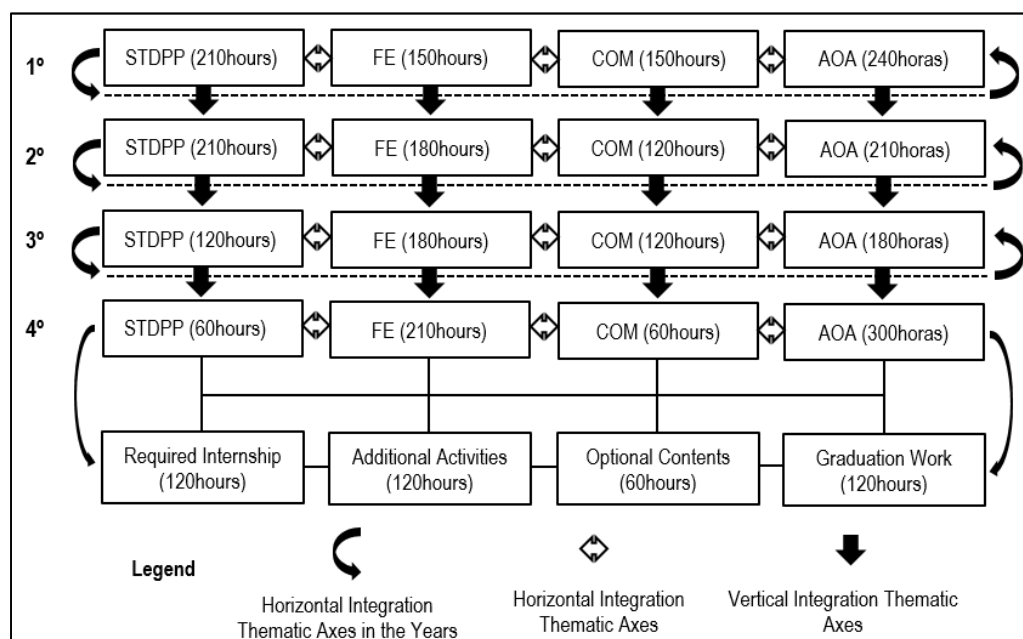 1º
STDPP (210hours)
FE (150hours)
COM (150hours)
AOA (240horas)
2º
STDPP (210hours)
FE (180hours)
COM (120hours)
AOA (210horas)
3º
STDPP (120hours)
FE (180hours)
COM (120hours)
AOA (180horas)
4º
STDPP (60hours)
FE (210hours)
COM (60hours)
AOA (300horas)
Required Internship
(120hours)
Additional Activities
(120hours)
Optional Contents
(60hours)
Graduation Work
(120hours)
Legend
Horizontal Integration
Thematic Axes in the Years
Horizontal Integration
Thematic Axes
Vertical Integration Thematic
Axes